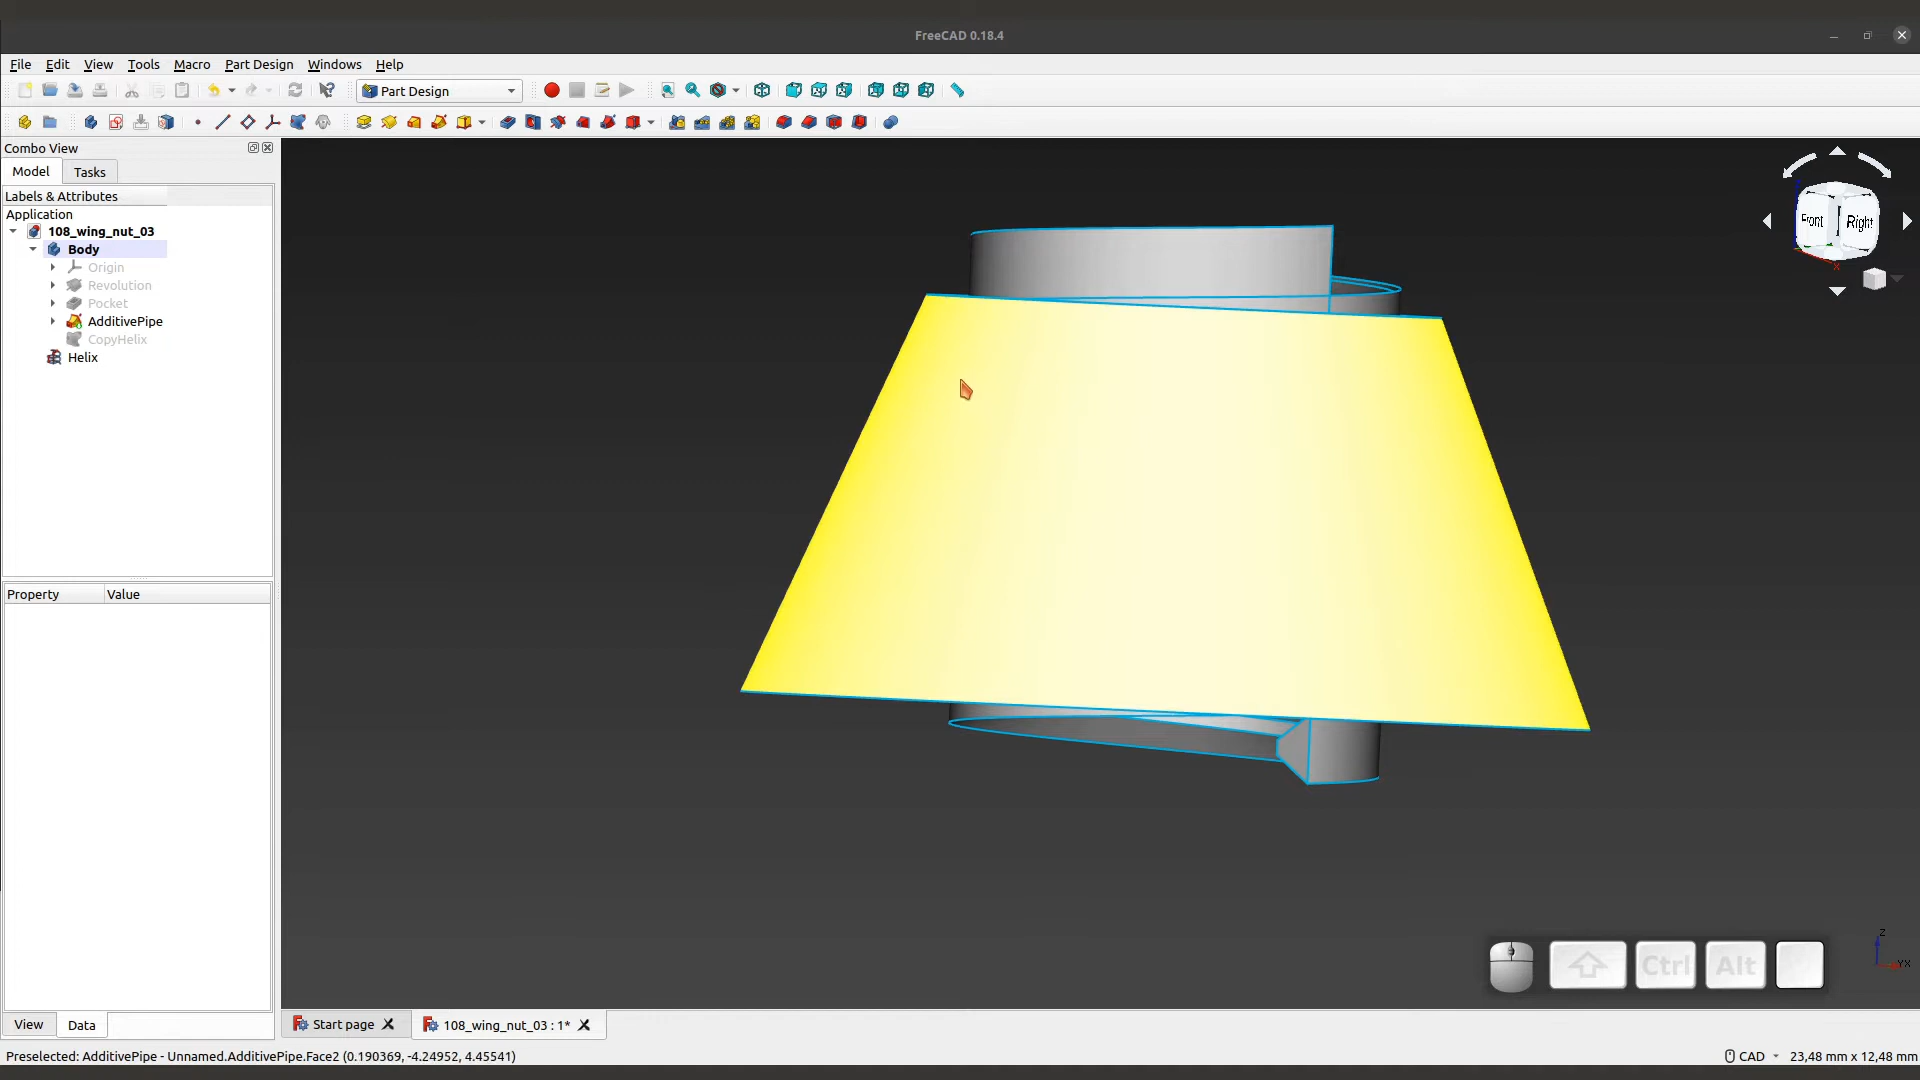 FreeCAD 0.18.4
File Edit View Tools Macro Part Design Windows Help
Part Design
Combo View
Model Tasks
Labels & Attributes
Application
108_wing_nut_03
Body
Origin
Revolution
Pocket
AdditivePipe
CopyHelix
Helix
Property Value
Front Right
X
Z
YX
Ctrl Alt
View Data
Start page 108_wing_nut_03 : 1*
Preselected: AdditivePipe - Unnamed.AdditivePipe.Face2 (0.190369, -4.24952, 4.45541)
CAD 23,48 mm x 12,48 mm